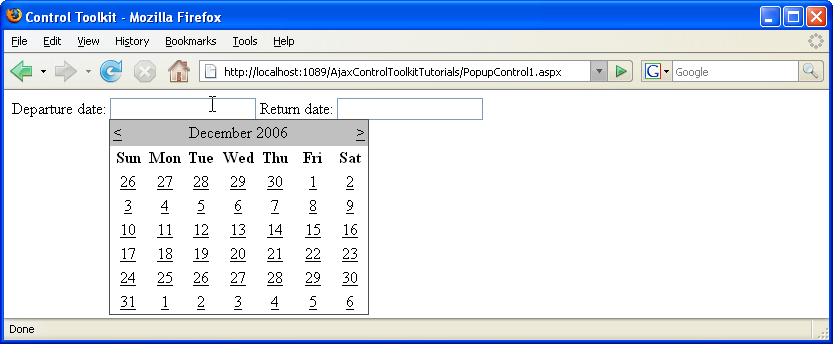 Control Toolkit - Mozilla Firefox
File Edit View History Bookmarks Tools Help
http://localhost:1089/AjaxControlToolkitTutorials/PopupControl1.aspx G Google
Departure date: Return date:
< December 2006 >
Sun Mon Tue Wed Thu Fri Sat
26 27 28 29 30 1 2
3 4 5 6 7 8 9
10 11 12 13 14 15 16
17 18 19 20 21 22 23
24 25 26 27 28 29 30
31 1 2 3 4 5 6
Done